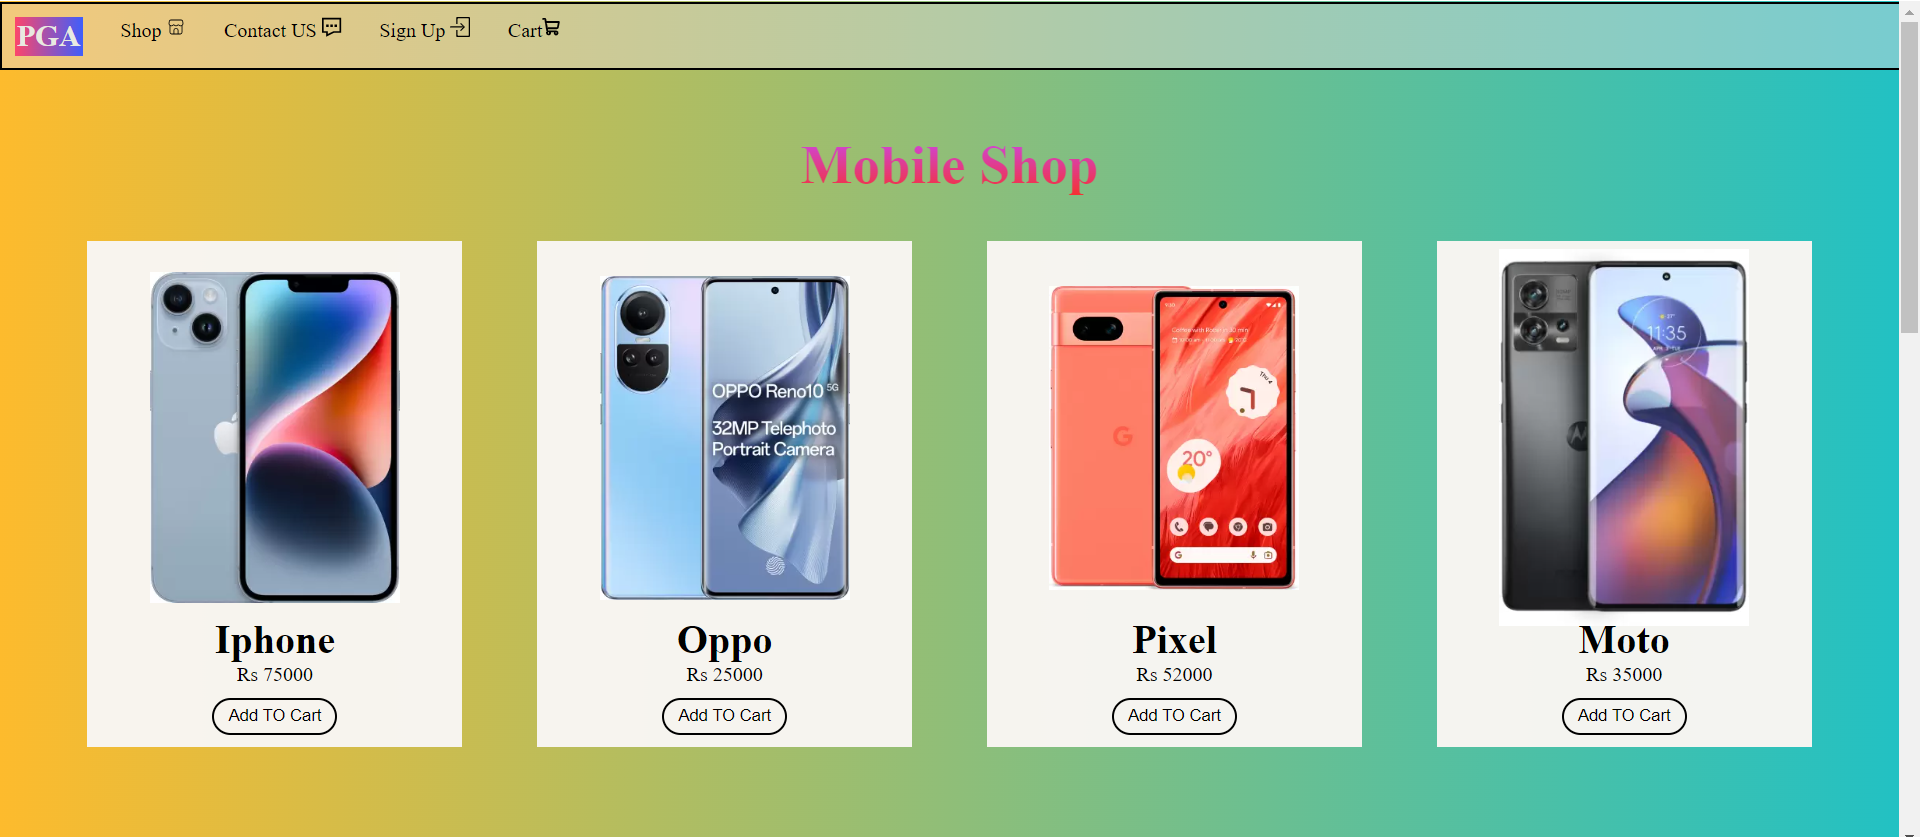 PGA
Shop
Contact US
Sign Up
Cart
Mobile Shop
OPPO Reno10 5G
32MP Telephoto
Portrait Camera
Thu 4
20°
G
G
11:35
Iphone
Rs 75000
Add TO Cart
Oppo
Rs 25000
Add TO Cart
Pixel
Rs 52000
Add TO Cart
Moto
Rs 35000
Add TO Cart